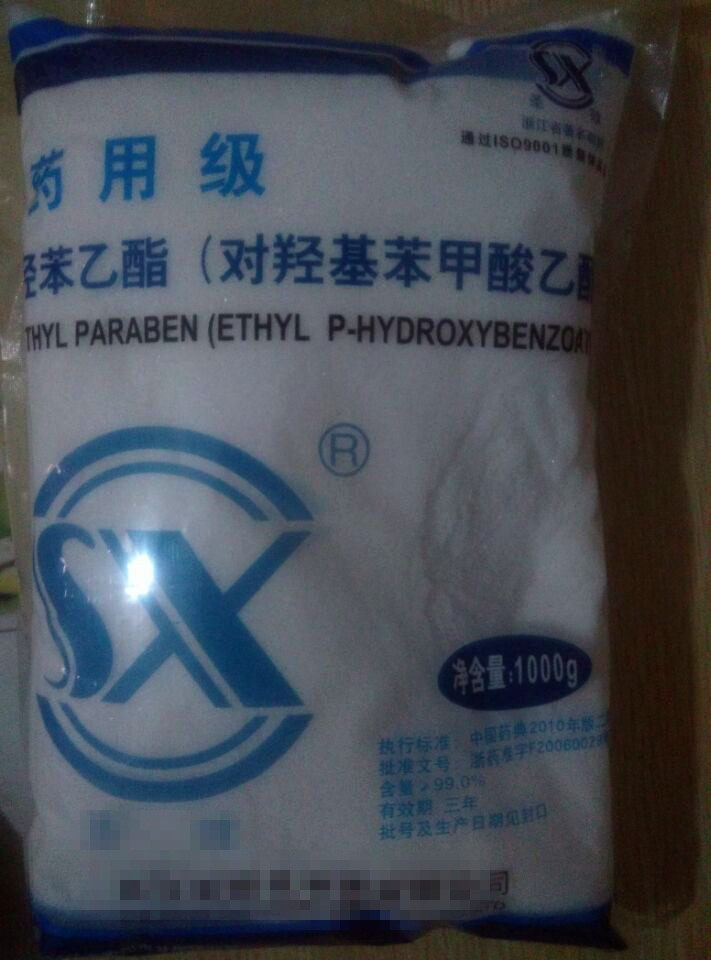 SX
通过ISO9001质
药用级
羟苯乙酯（对羟基苯甲酸乙酯
THYL PARABEN (ETHYL P-HYDROXYBENZOAT
®
SX
净含量:1000g
执行标准：中国药典2010年版二
批准文号：浙药准字F2006002
含量>99.0%
有效期 三年
批号及生产日期见封口
司